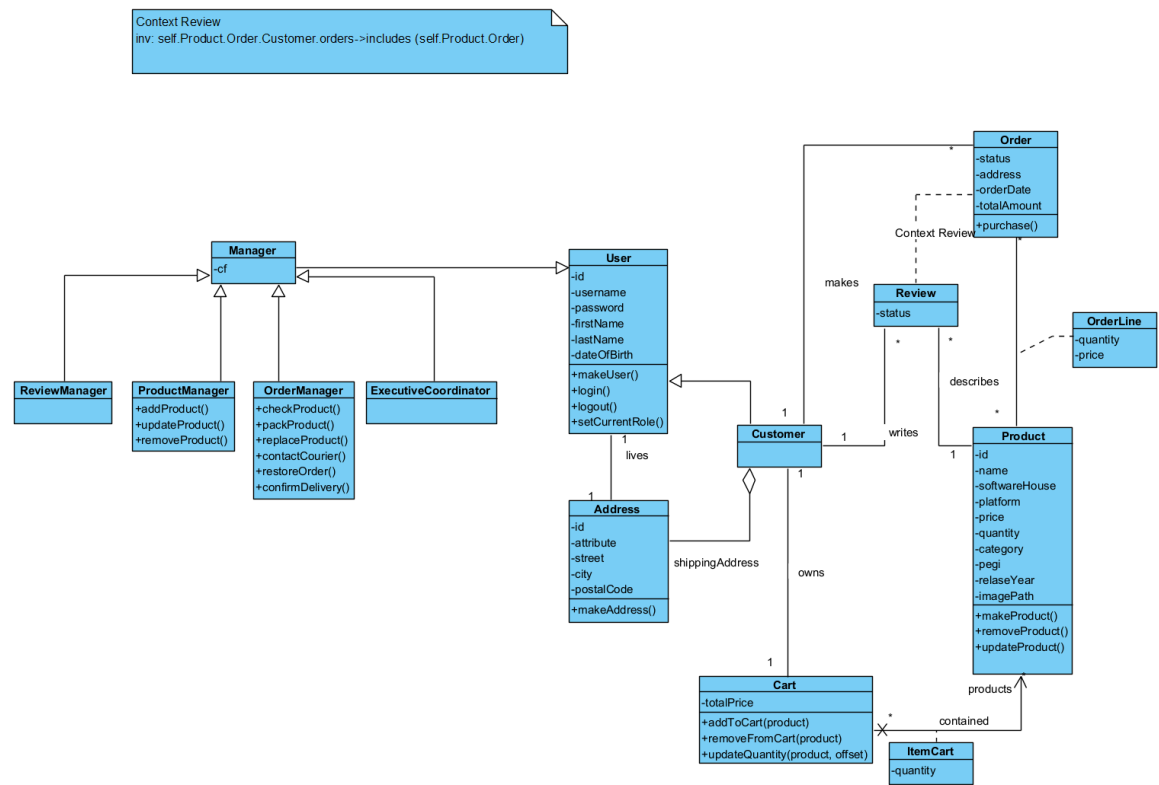 Context Review
inv: self.Product.Order.Customer.orders->includes (self.Product.Order)
Order
-status
-address
-orderDate
-totalAmount
+purchase()
*
*
Context Review
makes
Manager
-cf
User
-id
-username
-password
-firstName
-lastName
-dateOfBirth
+makeUser()
+login()
+logout()
+setCurrentRole()
Review
-status
*
*
OrderLine
-quantity
-price
describes
ReviewManager
ProductManager
+addProduct()
+updateProduct()
+removeProduct()
OrderManager
+checkProduct()
+packProduct()
+replaceProduct()
+contactCourier()
+restoreOrder()
+confirmDelivery()
ExecutiveCoordinator
1
Customer
1
writes
1
1
*
Product
-id
-name
-softwareHouse
-platform
-price
-quantity
-category
-pegi
-relaseYear
-imagePath
+makeProduct()
+removeProduct()
+updateProduct()
*
1
lives
1
Address
-id
-attribute
-street
-city
-postalCode
+makeAddress()
shippingAddress
owns
1
Cart
-totalPrice
+addToCart(product)
+removeFromCart(product)
+updateQuantity(product, offset)
products
*
contained
ItemCart
-quantity